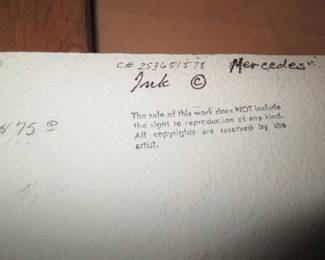 C# 253651578 Mercedes"
Ink ©
$175.00
The sale of this work does NOT include
the right to reproduction of any kind.
All copyrights are reserved by the
artist.